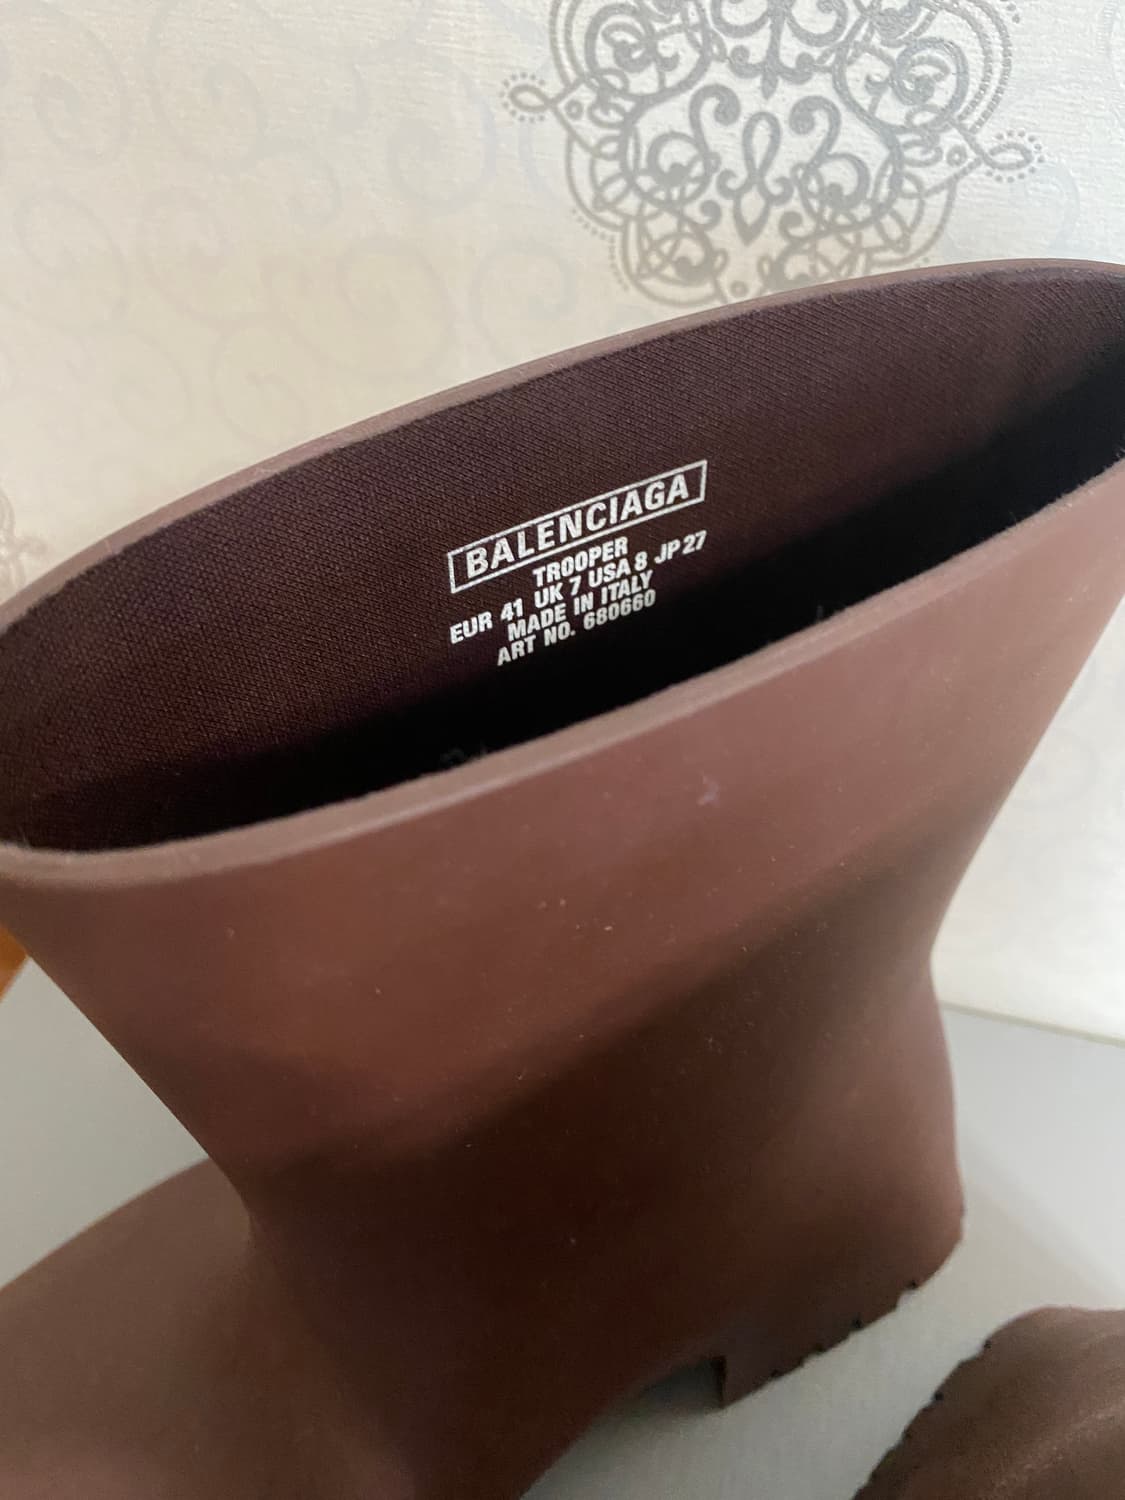 BALENCIAGA
TROOPER
EUR 41 UK 7 USA 8 JP 27
MADE IN ITALY
ART NO. 680660